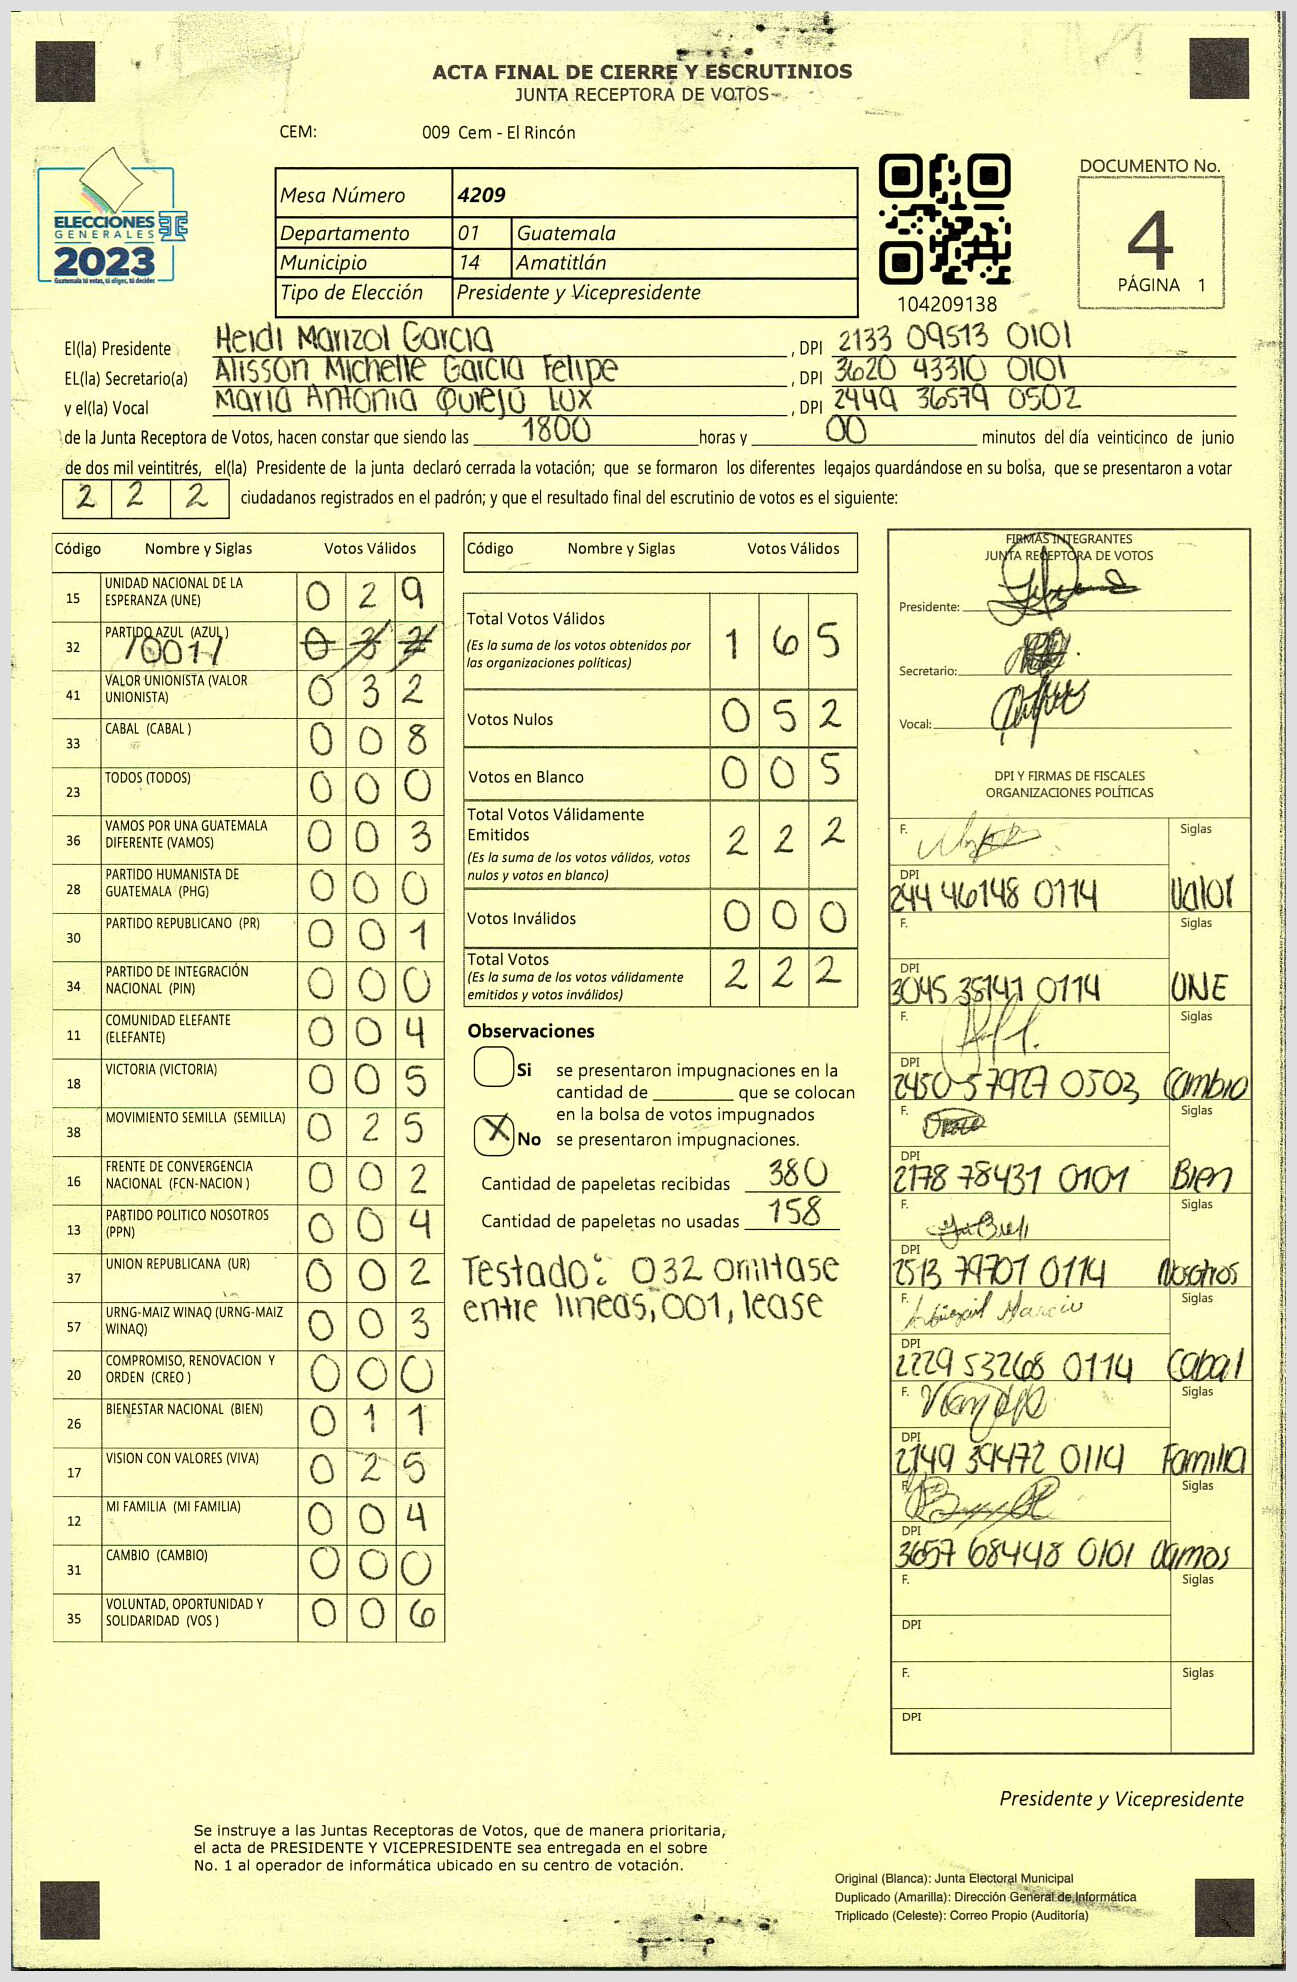 ACTA FINAL DE CIERRE Y ESCRUTINIOS
JUNTA RECEPTORA DE VOTOS
CEM: 009 Cem - El Rincón
ELECCIONES
GENERALES
2023
Guatemala tú votas, tú eliges, tú decides
Mesa Número 4209
Departamento 01 Guatemala
Municipio 14 Amatitlán
Tipo de Elección Presidente y Vicepresidente
104209138
DOCUMENTO No.
4
PÁGINA 1
El(la) Presidente Heidi Marizol Garcia , DPI 2133 09513 0101
EL(la) Secretario(a) Alisson Michelle Garcia Felipe , DPI 3620 43310 0101
y el(la) Vocal Maria Antonia Quiejú Lux , DPI 2449 36579 0502
de la Junta Receptora de Votos, hacen constar que siendo las 1800 horas y 00 minutos del día veinticinco de junio
de dos mil veintitrés, el(la) Presidente de la junta declaró cerrada la votación; que se formaron los diferentes legajos guardándose en su bolsa, que se presentaron a votar
2 2 2 ciudadanos registrados en el padrón; y que el resultado final del escrutinio de votos es el siguiente:
Código Nombre y Siglas Votos Válidos
15 UNIDAD NACIONAL DE LA ESPERANZA (UNE) 0 2 9
32 PARTIDO AZUL (AZUL) /001/ 0 3 2
41 VALOR UNIONISTA (VALOR UNIONISTA) 0 3 2
33 CABAL (CABAL ) 0 0 8
23 TODOS (TODOS) 0 0 0
36 VAMOS POR UNA GUATEMALA DIFERENTE (VAMOS) 0 0 3
28 PARTIDO HUMANISTA DE GUATEMALA (PHG) 0 0 0
30 PARTIDO REPUBLICANO (PR) 0 0 1
34 PARTIDO DE INTEGRACIÓN NACIONAL (PIN) 0 0 0
11 COMUNIDAD ELEFANTE (ELEFANTE) 0 0 4
18 VICTORIA (VICTORIA) 0 0 5
38 MOVIMIENTO SEMILLA (SEMILLA) 0 2 5
16 FRENTE DE CONVERGENCIA NACIONAL (FCN-NACION ) 0 0 2
13 PARTIDO POLITICO NOSOTROS (PPN) 0 0 4
37 UNION REPUBLICANA (UR) 0 0 2
57 URNG-MAIZ WINAQ (URNG-MAIZ WINAQ) 0 0 3
20 COMPROMISO, RENOVACION Y ORDEN (CREO ) 0 0 0
26 BIENESTAR NACIONAL (BIEN) 0 1 1
17 VISION CON VALORES (VIVA) 0 2 5
12 MI FAMILIA (MI FAMILIA) 0 0 4
31 CAMBIO (CAMBIO) 0 0 0
35 VOLUNTAD, OPORTUNIDAD Y SOLIDARIDAD (VOS ) 0 0 6
Código Nombre y Siglas Votos Válidos
Total Votos Válidos 1 6 5
(Es la suma de los votos obtenidos por
las organizaciones políticas)
Votos Nulos 0 5 2
Votos en Blanco 0 0 5
Total Votos Válidamente
Emitidos 2 2 2
(Es la suma de los votos válidos, votos
nulos y votos en blanco)
Votos Inválidos 0 0 0
Total Votos 2 2 2
(Es la suma de los votos válidamente
emitidos y votos inválidos)
Observaciones
Si se presentaron impugnaciones en la
cantidad de ________ que se colocan
en la bolsa de votos impugnados
X No se presentaron impugnaciones.
Cantidad de papeletas recibidas 380
Cantidad de papeletas no usadas 158
Testado: 032 omitase
entre lineas, 001, lease
FIRMAS INTEGRANTES
JUNTA RECEPTORA DE VOTOS
Presidente:
Secretario:
Vocal:
DPI Y FIRMAS DE FISCALES
ORGANIZACIONES POLÍTICAS
F. Siglas
DPI 244 46148 0114 Valor
F. Siglas
DPI 3045 35141 0114 UNE
F. Siglas
DPI 2450 57927 0503 Cambio
F. Siglas
DPI 2178 78431 0101 Bien
F. Siglas
DPI 2513 79701 0114 Nosotros
F. Siglas
DPI 2229 53268 0114 Cabal
F. Siglas
DPI 2149 39472 0114 Familia
F. Siglas
DPI 3657 68448 0101 Vamos
F. Siglas
DPI
F. Siglas
DPI
Presidente y Vicepresidente
Se instruye a las Juntas Receptoras de Votos, que de manera prioritaria,
el acta de PRESIDENTE Y VICEPRESIDENTE sea entregada en el sobre
No. 1 al operador de informática ubicado en su centro de votación.
Original (Blanca): Junta Electoral Municipal
Duplicado (Amarilla): Dirección General de Informática
Triplicado (Celeste): Correo Propio (Auditoría)